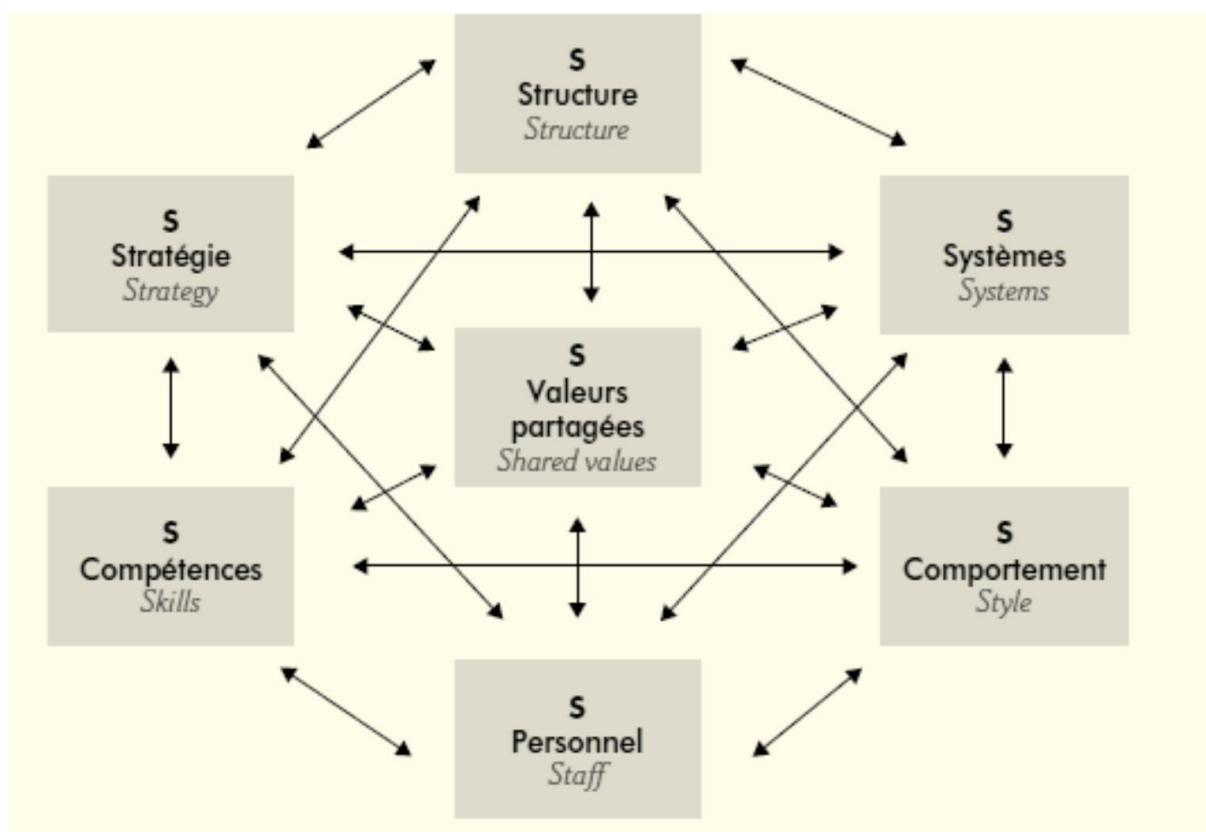 S
Structure
Structure
S
Stratégie
Strategy
S
Systèmes
Systems
S
Valeurs
partagées
Shared values
S
Compétences
Skills
S
Comportement
Style
S
Personnel
Staff